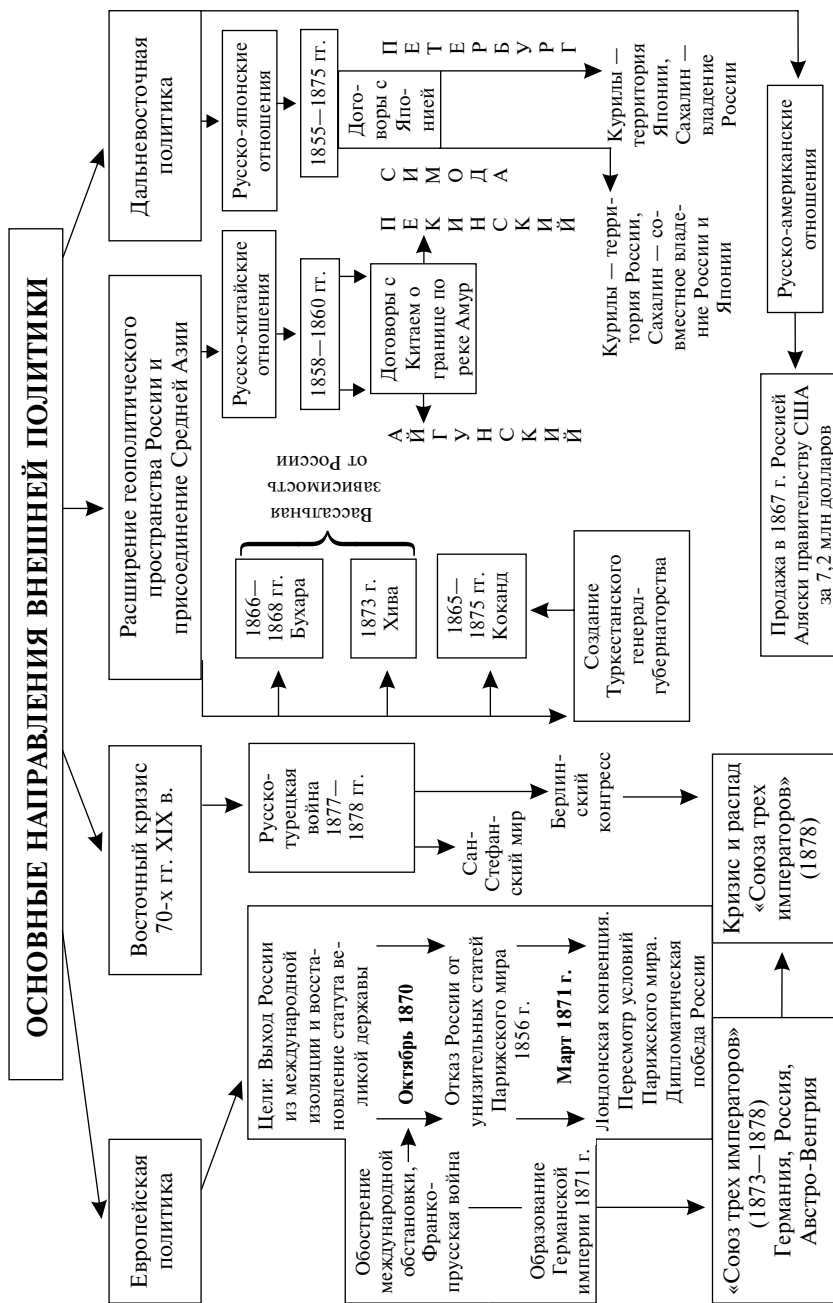 ОСНОВНЫЕ НАПРАВЛЕНИЯ ВНЕШНЕЙ ПОЛИТИКИ
Европейская
политика
Цели: Выход России
из международной
изоляции и восста-
новление статута ве-
ликой державы
Октябрь 1870
Обострение
международной
обстановки,
Франко-
прусская война
Отказ России от
унизительных статей
Парижского мира
1856 г.
Март 1871 г.
Образование
Германской
империи 1871 г.
Лондонская конвенция.
Пересмотр условий
Парижского мира.
Дипломатическая
победа России
«Союз трех императоров»
(1873—1878)
Германия, Россия,
Австро-Венгрия
Восточный кризис
70-х гг. XIX в.
Русско-
турецкая
война
1877—
1878 гг.
Сан-
Стефан-
ский мир
Берлин-
ский
конгресс
Кризис и распад
«Союза трех
императоров»
(1878)
Расширение геополитического
пространства России и
присоединение Средней Азии
1866—
1868 гг.
Бухара
1873 г.
Хива
Вассальная
зависимость
от России
1865—
1875 гг.
Коканд
Создание
Туркестанского
генерал-
губернаторства
Русско-китайские
отношения
1858—1860 гг.
Договоры с
Китаем о
границе по
реке Амур
АЙГУНСКИЙ
ПЕКИНСКИЙ
Дальневосточная
политика
Русско-японские
отношения
1855—1875 гг.
Дого-
воры с
Япо-
нией
СИМОДА
ПЕТЕРБУРГ
Курилы — терри-
тория России,
Сахалин — со-
вместное владе-
ние России и
Японии
Курилы —
территория
Японии,
Сахалин —
владение
России
Русско-американские
отношения
Продажа в 1867 г. Россией
Аляски правительству США
за 7,2 млн долларов